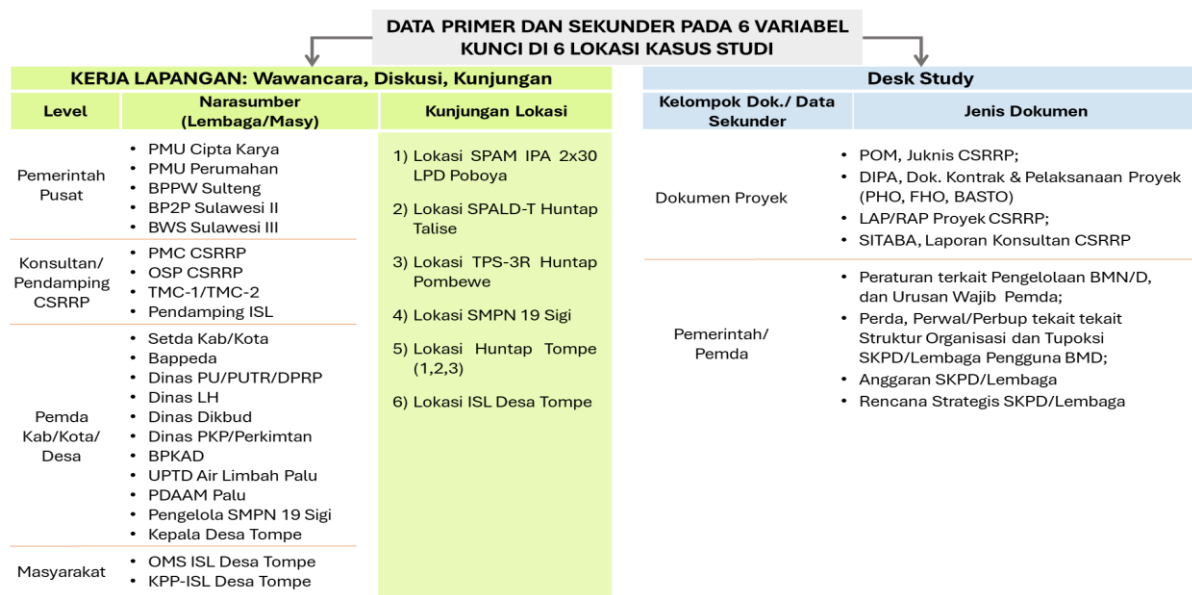 DATA PRIMER DAN SEKUNDER PADA 6 VARIABEL
KUNCI DI 6 LOKASI KASUS STUDI
KERJA LAPANGAN: Wawancara, Diskusi, Kunjungan
Level
Narasumber
(Lembaga/Masy)
Kunjungan Lokasi
Pemerintah
Pusat
• PMU Cipta Karya
• PMU Perumahan
• BPPW Sulteng
• BP2P Sulawesi II
• BWS Sulawesi III
Konsultan/
Pendamping
CSRRP
• PMC CSRRP
• OSP CSRRP
• TMC-1/TMC-2
• Pendamping ISL
Pemda
Kab/Kota/
Desa
• Setda Kab/Kota
• Bappeda
• Dinas PU/PUTR/DPRP
• Dinas LH
• Dinas Dikbud
• Dinas PKP/Perkimtan
• BPKAD
• UPTD Air Limbah Palu
• PDAAM Palu
• Pengelola SMPN 19 Sigi
• Kepala Desa Tompe
Masyarakat
• OMS ISL Desa Tompe
• KPP-ISL Desa Tompe
1) Lokasi SPAM IPA 2x30
LPD Poboya
2) Lokasi SPALD-T Huntap
Talise
3) Lokasi TPS-3R Huntap
Pombewe
4) Lokasi SMPN 19 Sigi
5) Lokasi Huntap Tompe
(1,2,3)
6) Lokasi ISL Desa Tompe
Desk Study
Kelompok Dok./ Data
Sekunder
Jenis Dokumen
Dokumen Proyek
• POM, Juknis CSRRP;
• DIPA, Dok. Kontrak & Pelaksanaan Proyek
(PHO, FHO, BASTO)
• LAP/RAP Proyek CSRRP;
• SITABA, Laporan Konsultan CSRRP
Pemerintah/
Pemda
• Peraturan terkait Pengelolaan BMN/D,
dan Urusan Wajib Pemda;
• Perda, Perwal/Perbup tekait tekait
Struktur Organisasi dan Tupoksi
SKPD/Lembaga Pengguna BMD;
• Anggaran SKPD/Lembaga
• Rencana Strategis SKPD/Lembaga